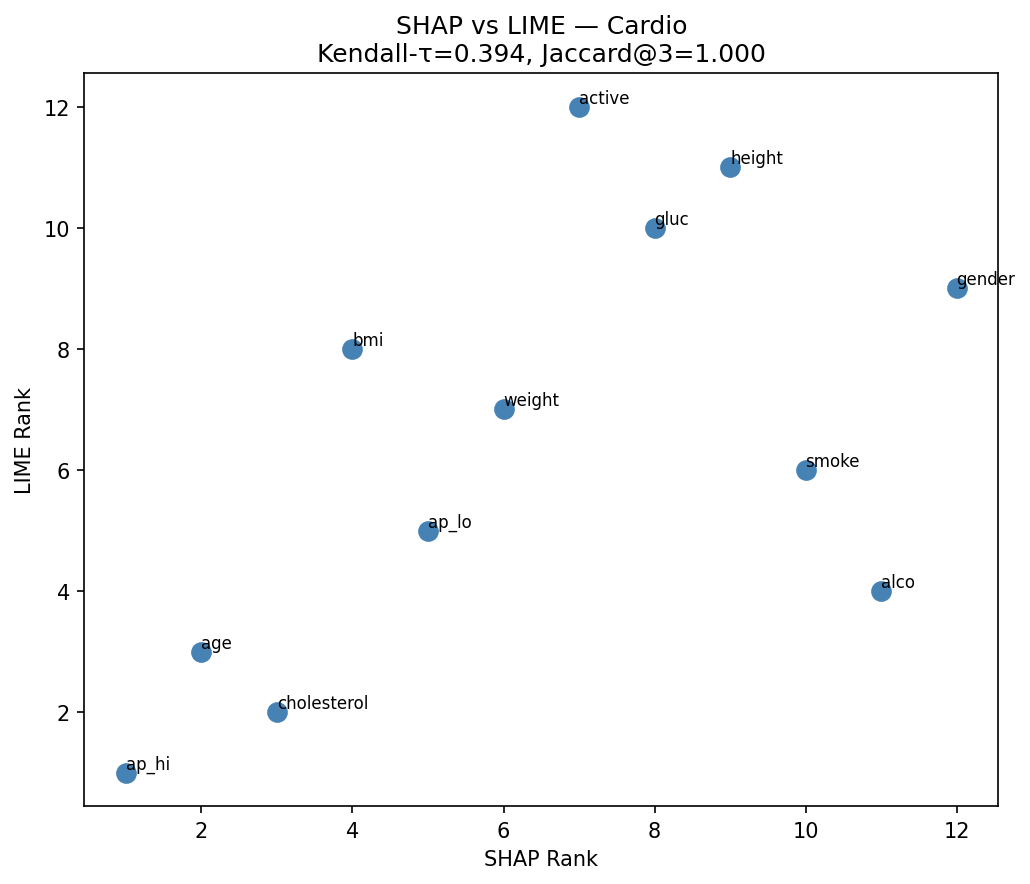 SHAP vs LIME — Cardio
Kendall-τ=0.394, Jaccard@3=1.000
12
active
height
10
gluc
gender
8
bmi
weight
LIME Rank
6
smoke
ap_lo
4
alco
age
cholesterol
2
ap_hi
2 4 6 8 10 12
SHAP Rank